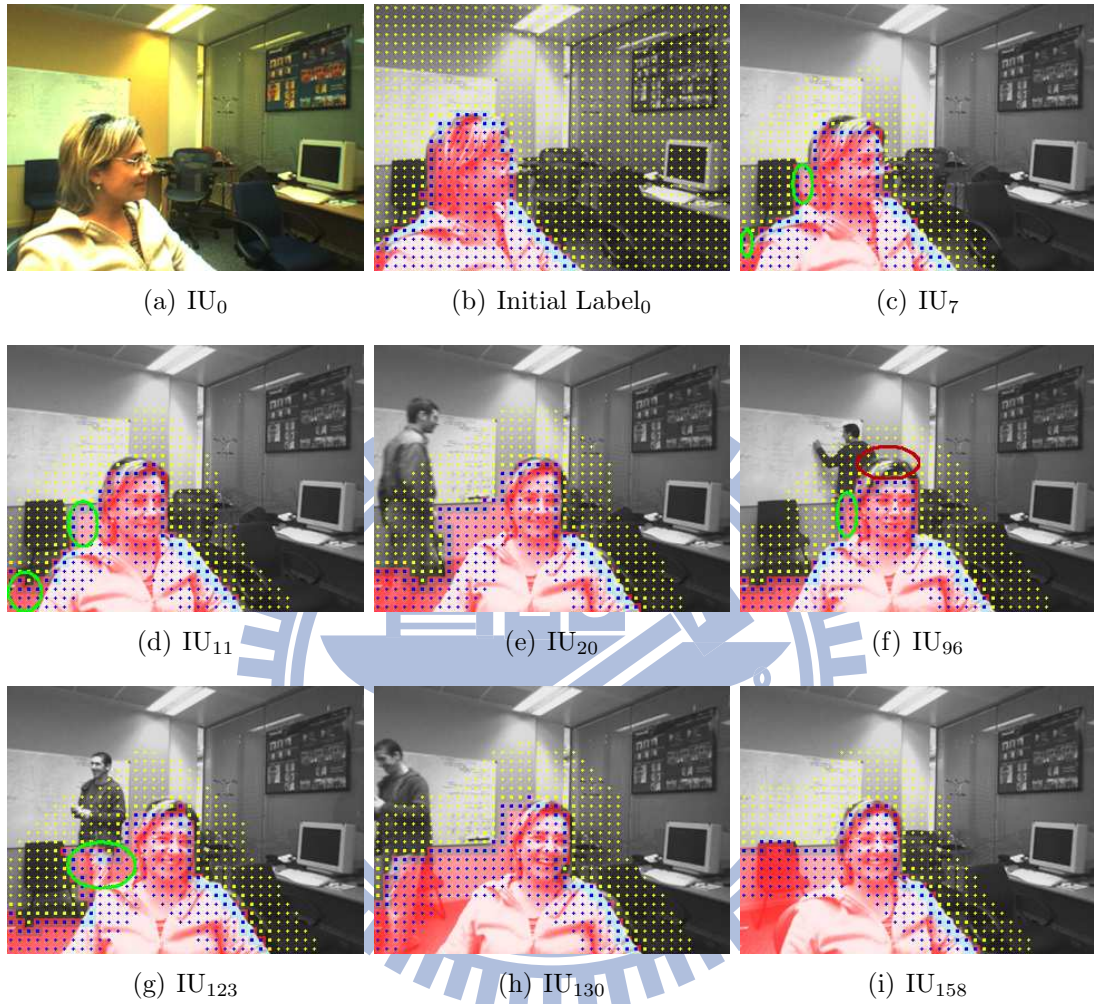 (a) IU₀
(b) Initial Label₀
(c) IU₇
(d) IU₁₁
(e) IU₂₀
(f) IU₉₆
(g) IU₁₂₃
(h) IU₁₃₀
(i) IU₁₅₈